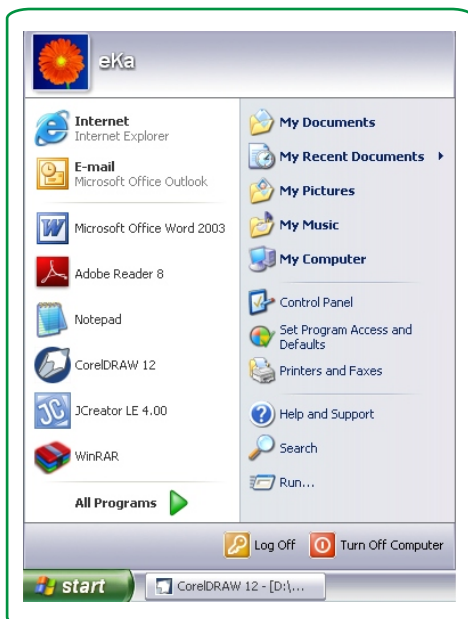 eKa
Internet
Internet Explorer
E-mail
Microsoft Office Outlook
Microsoft Office Word 2003
Adobe Reader 8
Notepad
CorelDRAW 12
JCreator LE 4.00
WinRAR
All Programs
My Documents
My Recent Documents
My Pictures
My Music
My Computer
Control Panel
Set Program Access and
Defaults
Printers and Faxes
Help and Support
Search
Run...
Log Off
Turn Off Computer
start
CorelDRAW 12 - [D:\...